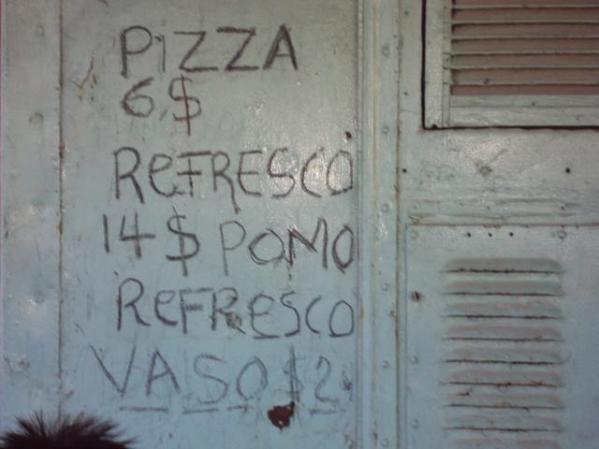 PIZZA
6$
REFRESCO
14$ POMO
REFRESCO
VASO $2